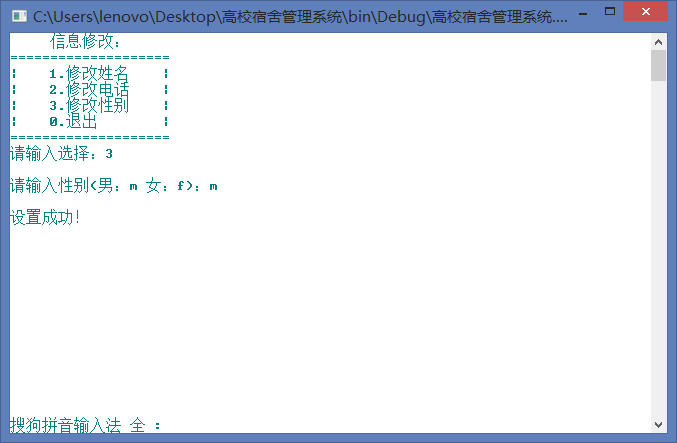 C:\Users\lenovo\Desktop\高校宿舍管理系统\bin\Debug\高校宿舍管理系统....
信息修改：
====================
¦ 1.修改姓名 ¦
¦ 2.修改电话 ¦
¦ 3.修改性别 ¦
¦ 0.退出 ¦
====================
请输入选择：3
请输入性别(男：m 女：f)：m
设置成功！
搜狗拼音输入法 全 ：